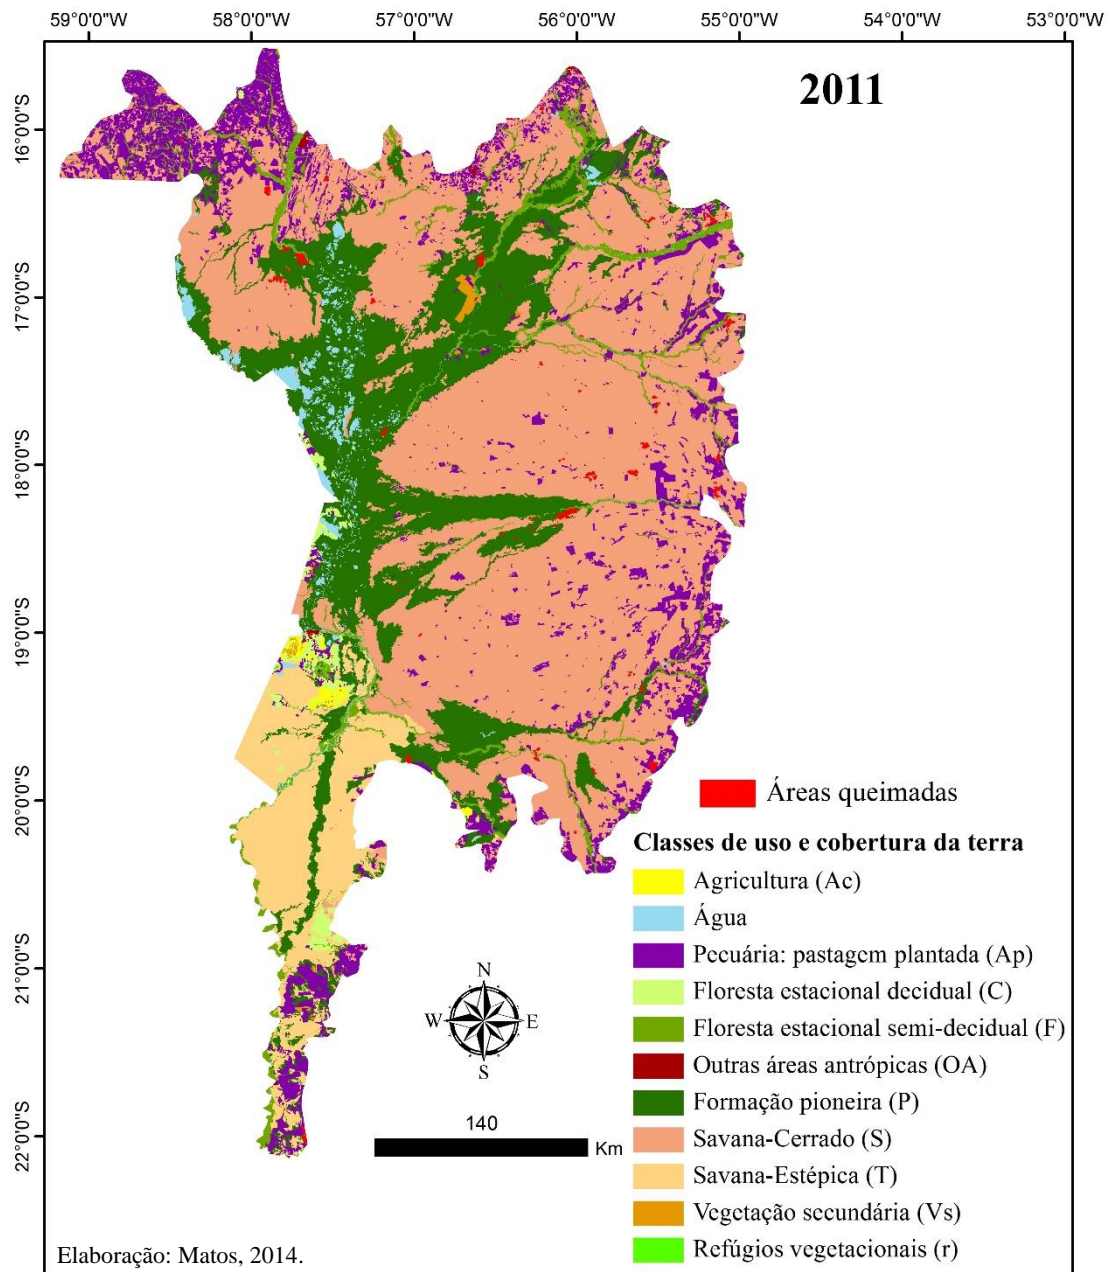 59°0'0"W 58°0'0"W 57°0'0"W 56°0'0"W 55°0'0"W 54°0'0"W 53°0'0"W
2011
16°0'0"S
17°0'0"S
18°0'0"S
19°0'0"S
20°0'0"S
21°0'0"S
22°0'0"S
Áreas queimadas
Classes de uso e cobertura da terra
Agricultura (Ac)
Água
Pecuária: pastagem plantada (Ap)
Floresta estacional decidual (C)
Floresta estacional semi-decidual (F)
Outras áreas antrópicas (OA)
Formação pioneira (P)
Savana-Cerrado (S)
Savana-Estépica (T)
Vegetação secundária (Vs)
Refúgios vegetacionais (r)
N
W E
S
140
Km
Elaboração: Matos, 2014.